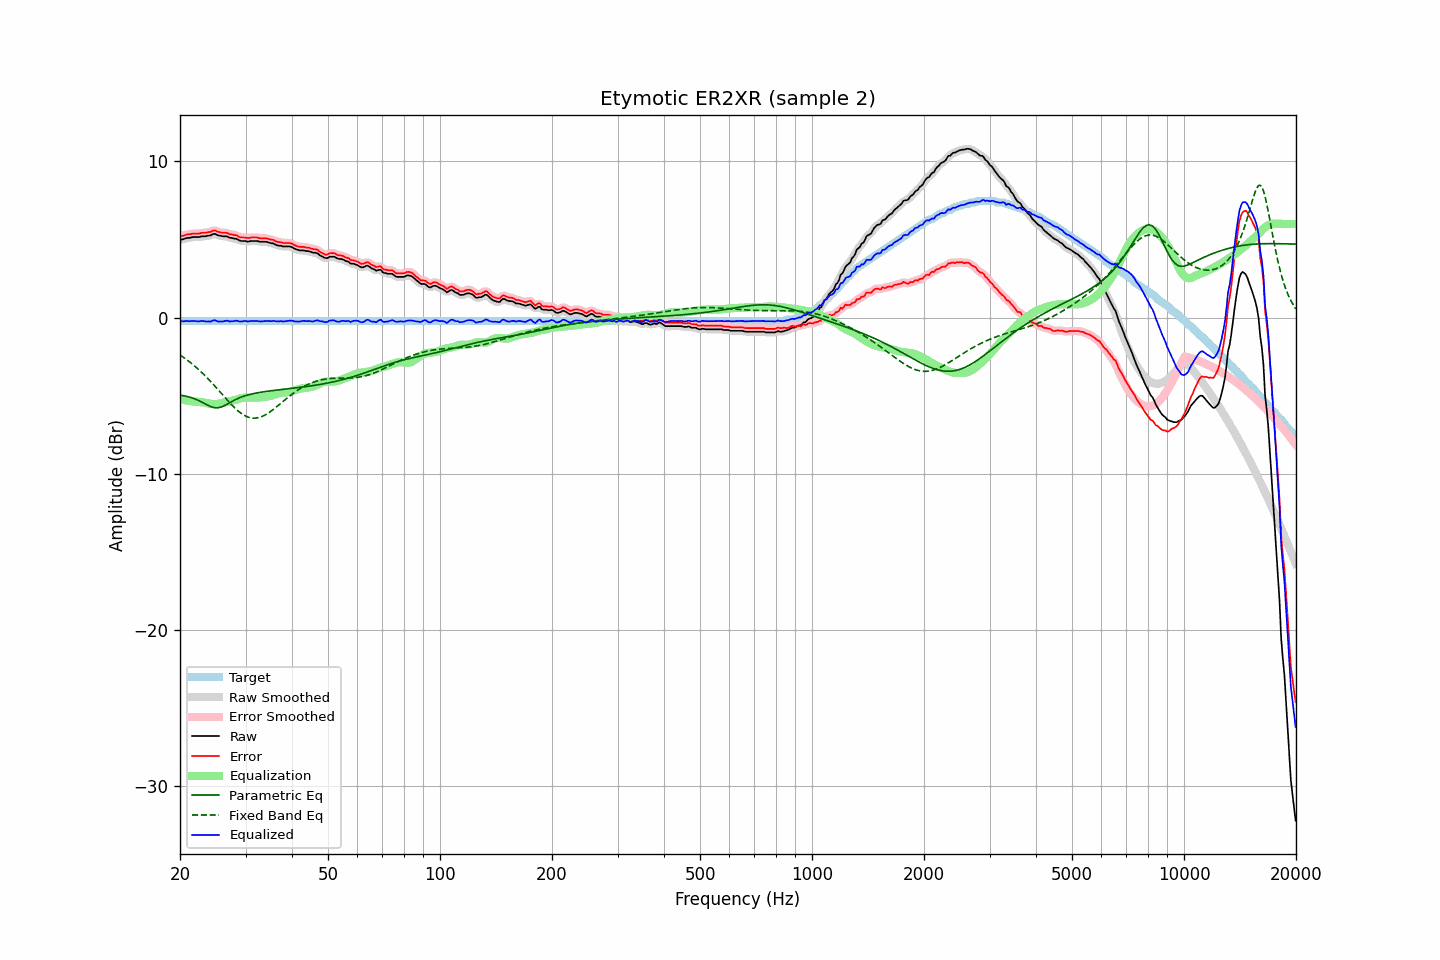 Etymotic ER2XR (sample 2)
10
0
−10
−20
−30
Amplitude (dBr)
Target
Raw Smoothed
Error Smoothed
Raw
Error
Equalization
Parametric Eq
Fixed Band Eq
Equalized
20 50 100 200 500 1000 2000 5000 10000 20000
Frequency (Hz)